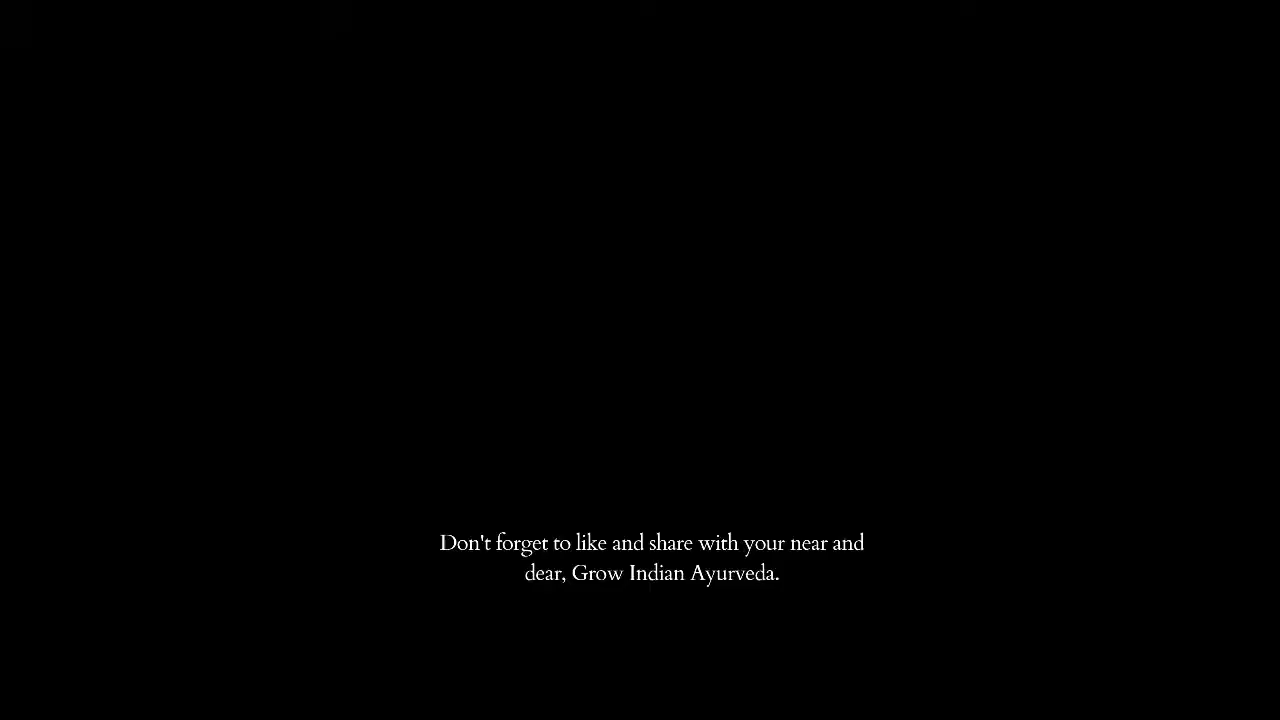 Don't forget to like and share with your near and
dear, Grow Indian Ayurveda.